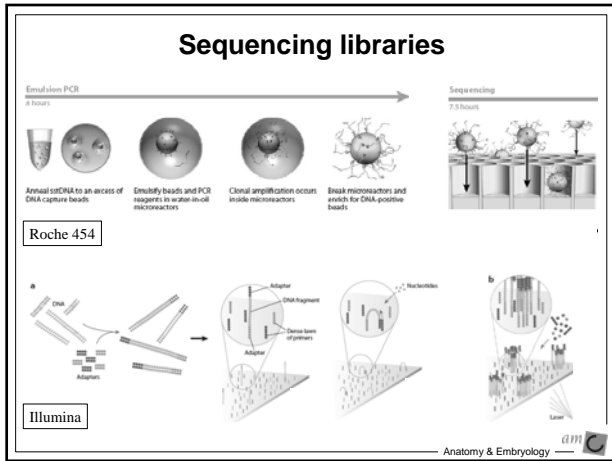 Sequencing libraries
Emulsion PCR
8 hours
Sequencing
7.5 hours
Anneal sstDNA to an excess of
DNA capture beads
Emulsify beads and PCR
reagents in water-in-oil
microreactors
Clonal amplification occurs
inside microreactors
Break microreactors and
enrich for DNA-positive
beads
Roche 454
a
DNA
Adapters
Adapter
DNA fragment
Dense lawn
of primers
Adapter
Nucleotides
b
Laser
Illumina
Anatomy & Embryology
am